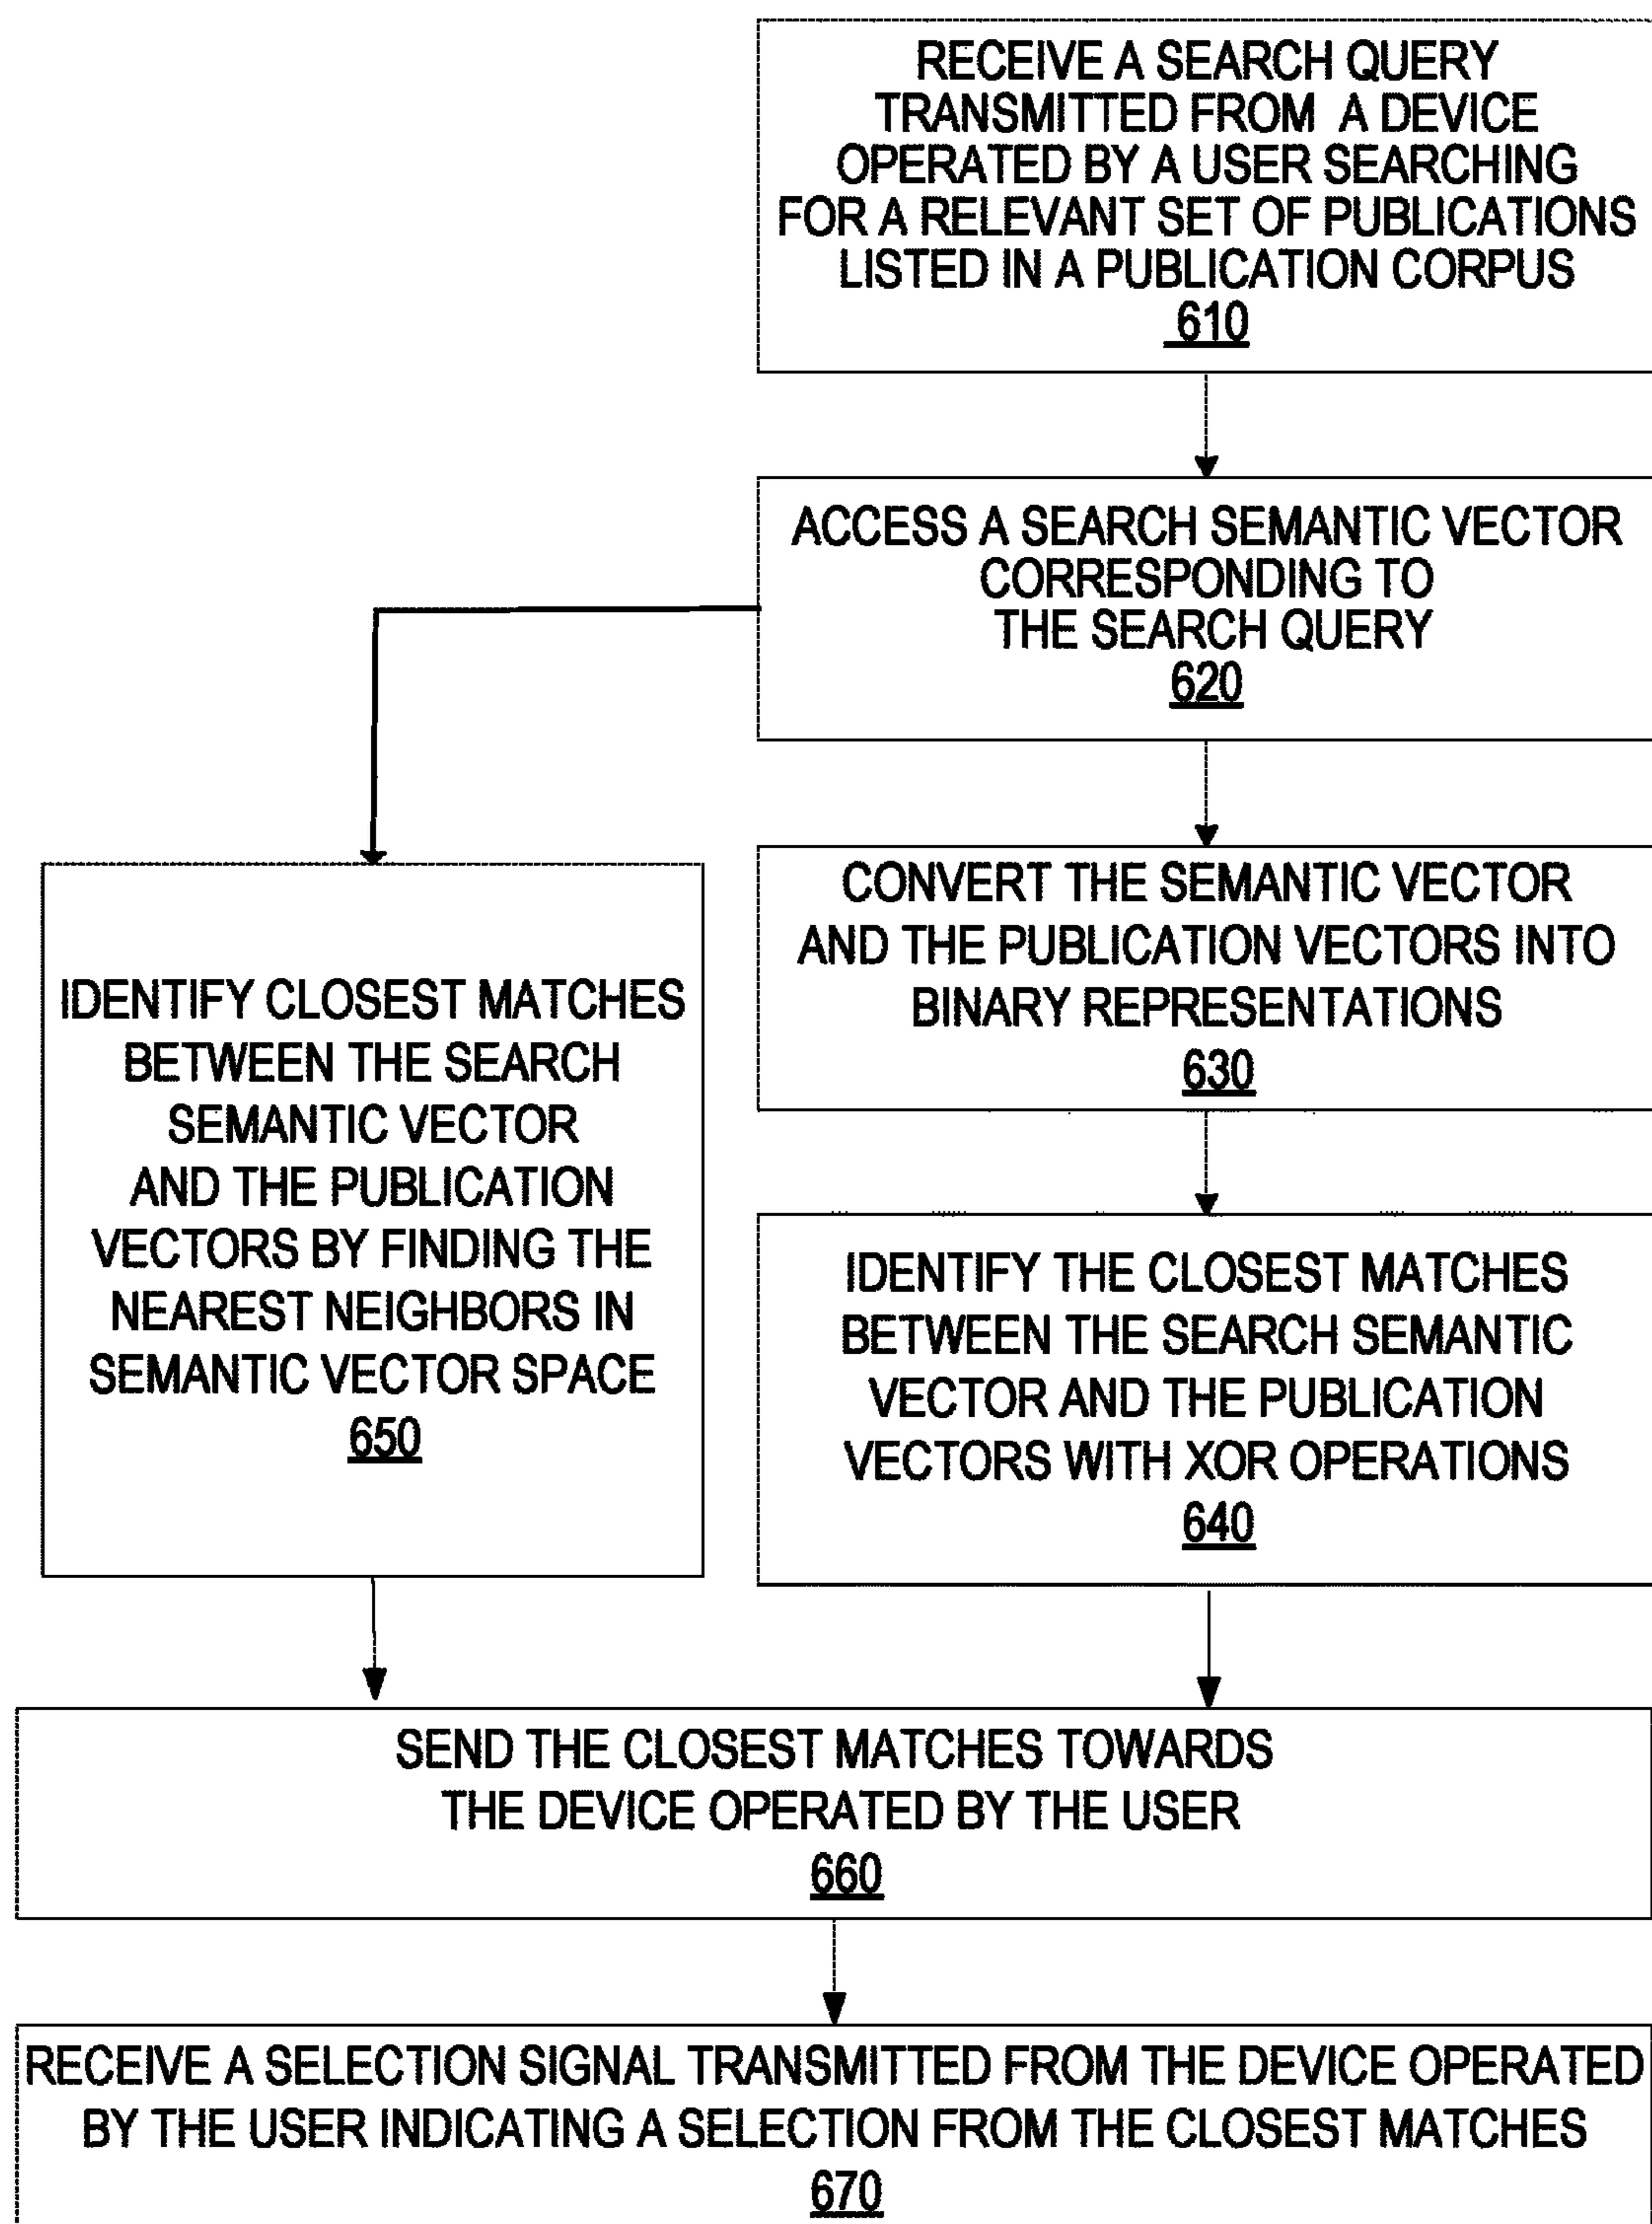 RECEIVE A SEARCH QUERY
TRANSMITTED FROM A DEVICE
OPERATED BY A USER SEARCHING
FOR A RELEVANT SET OF PUBLICATIONS
LISTED IN A PUBLICATION CORPUS
610
ACCESS A SEARCH SEMANTIC VECTOR
CORRESPONDING TO
THE SEARCH QUERY
620
CONVERT THE SEMANTIC VECTOR
AND THE PUBLICATION VECTORS INTO
BINARY REPRESENTATIONS
630
IDENTIFY THE CLOSEST MATCHES
BETWEEN THE SEARCH SEMANTIC
VECTOR AND THE PUBLICATION
VECTORS WITH XOR OPERATIONS
640
IDENTIFY CLOSEST MATCHES
BETWEEN THE SEARCH
SEMANTIC VECTOR
AND THE PUBLICATION
VECTORS BY FINDING THE
NEAREST NEIGHBORS IN
SEMANTIC VECTOR SPACE
650
SEND THE CLOSEST MATCHES TOWARDS
THE DEVICE OPERATED BY THE USER
660
RECEIVE A SELECTION SIGNAL TRANSMITTED FROM THE DEVICE OPERATED
BY THE USER INDICATING A SELECTION FROM THE CLOSEST MATCHES
670